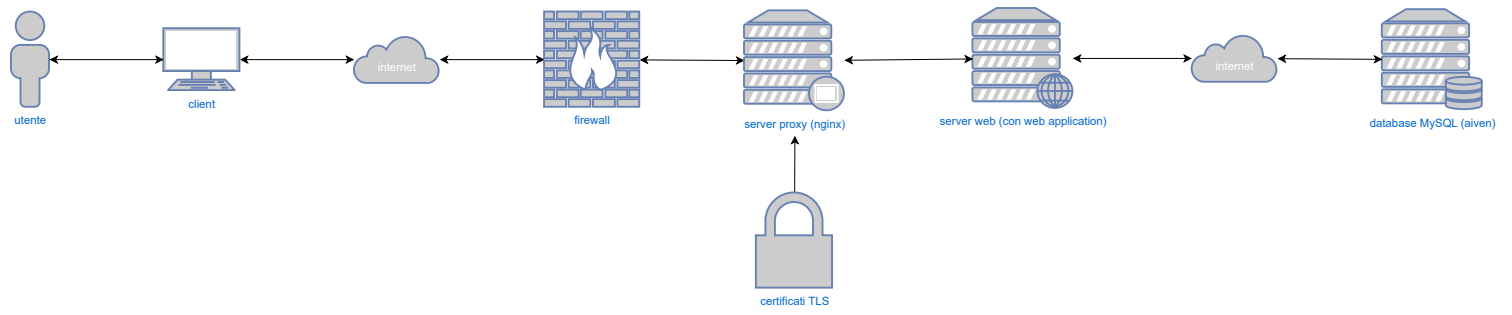 utente
client
internet
firewall
server proxy (nginx)
server web (con web application)
internet
database MySQL (aiven)
certificati TLS